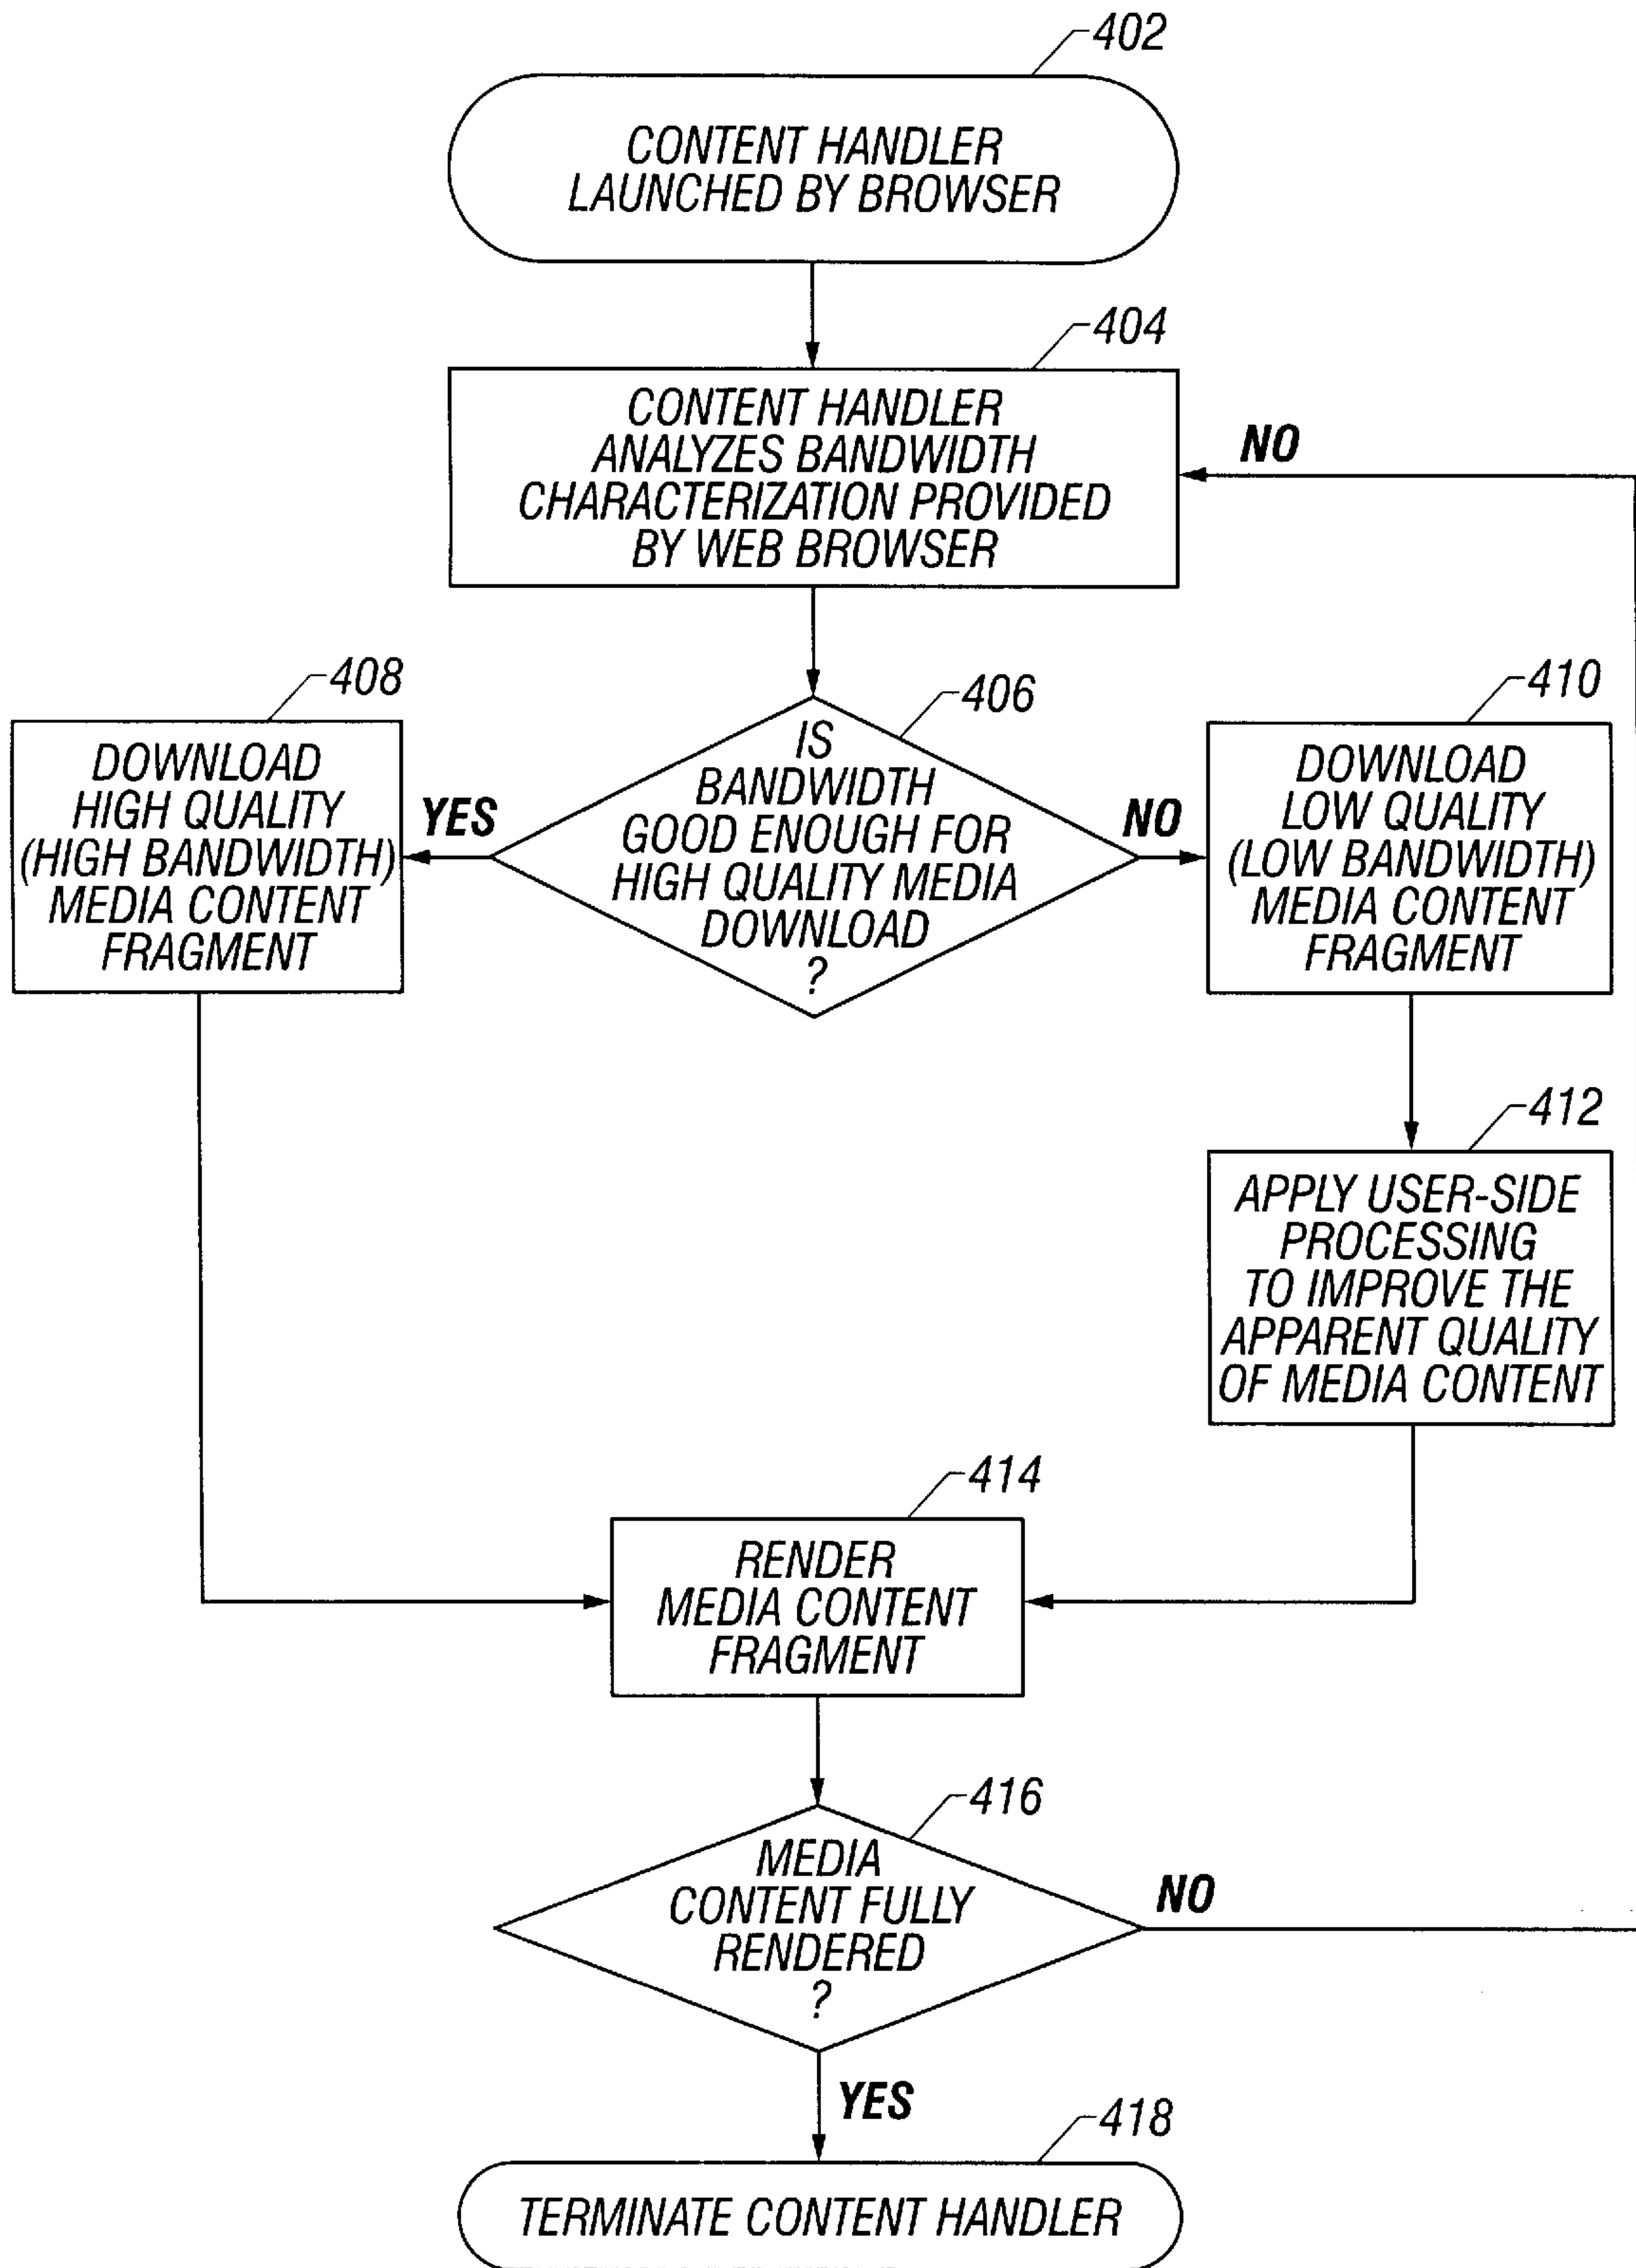 402
CONTENT HANDLER
LAUNCHED BY BROWSER
404
CONTENT HANDLER
ANALYZES BANDWIDTH
CHARACTERIZATION PROVIDED
BY WEB BROWSER
NO
408
DOWNLOAD
HIGH QUALITY
(HIGH BANDWIDTH)
MEDIA CONTENT
FRAGMENT
YES
406
IS
BANDWIDTH
GOOD ENOUGH FOR
HIGH QUALITY MEDIA
DOWNLOAD
?
NO
410
DOWNLOAD
LOW QUALITY
(LOW BANDWIDTH)
MEDIA CONTENT
FRAGMENT
412
APPLY USER-SIDE
PROCESSING
TO IMPROVE THE
APPARENT QUALITY
OF MEDIA CONTENT
414
RENDER
MEDIA CONTENT
FRAGMENT
416
MEDIA
CONTENT FULLY
RENDERED
?
NO
YES
418
TERMINATE CONTENT HANDLER